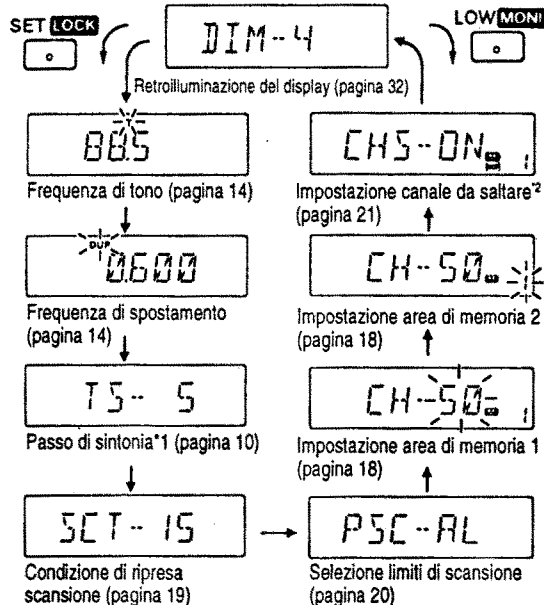 SET LOCK
DIM-4
LOW MONI
Retroilluminazione del display (pagina 32)
T
88.5
Frequenza di tono (pagina 14)
CHS-ON
1
Impostazione canale da saltare*2
(pagina 21)
DUP
0.600
Frequenza di spostamento
(pagina 14)
CH-50
1
Impostazione area di memoria 2
(pagina 18)
TS- 5
Passo di sintonia*1 (pagina 10)
CH-50
1
Impostazione area di memoria 1
(pagina 18)
SCT-15
Condizione di ripresa
scansione (pagina 19)
PSC-AL
Selezione limiti di scansione
(pagina 20)